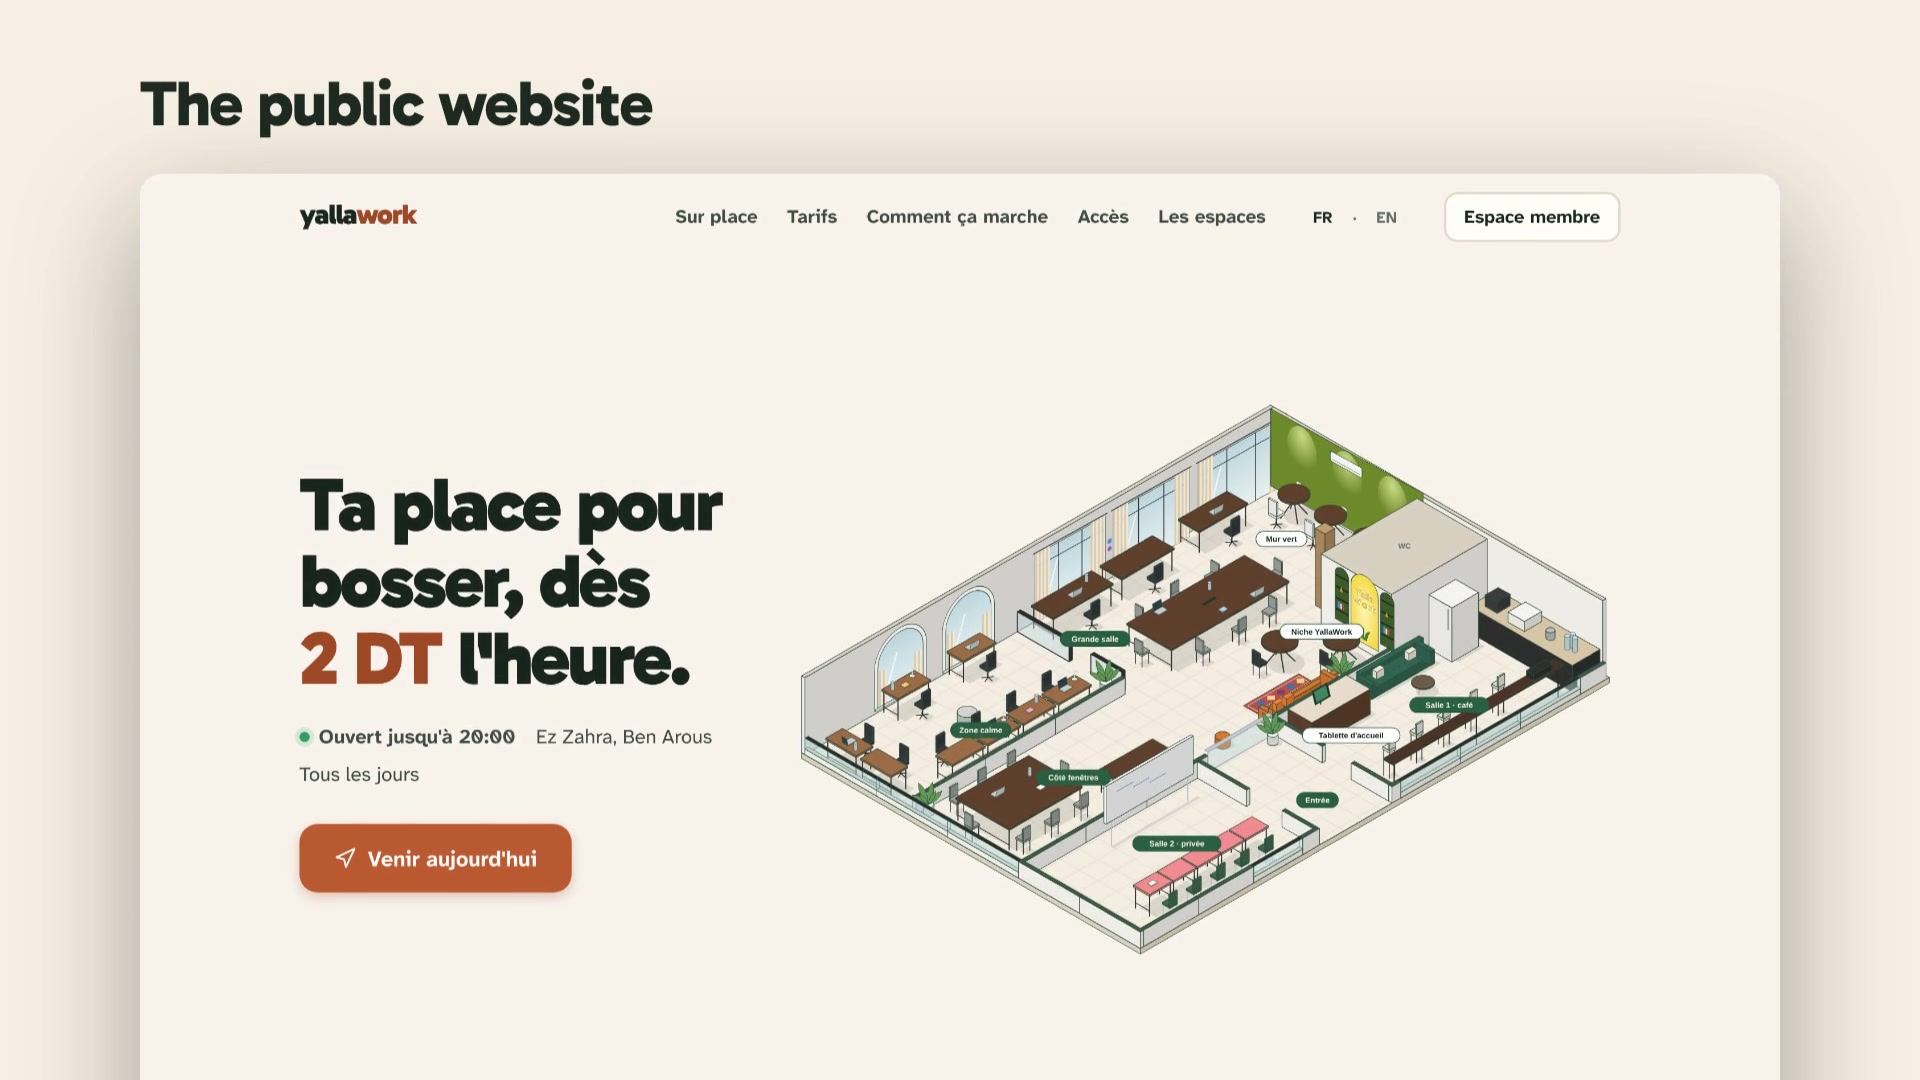 The public website
yallawork
Sur place
Tarifs
Comment ça marche
Accès
Les espaces
FR · EN
Espace membre
Ta place pour
bosser, dès
2 DT l'heure.
Ouvert jusqu'à 20:00
Ez Zahra, Ben Arous
Tous les jours
Venir aujourd'hui
WC
Mur vert
Niche YallaWork
Grande salle
Salle 1 · café
Zone calme
Tablette d'accueil
Côté fenêtres
Entrée
Salle 2 · privée